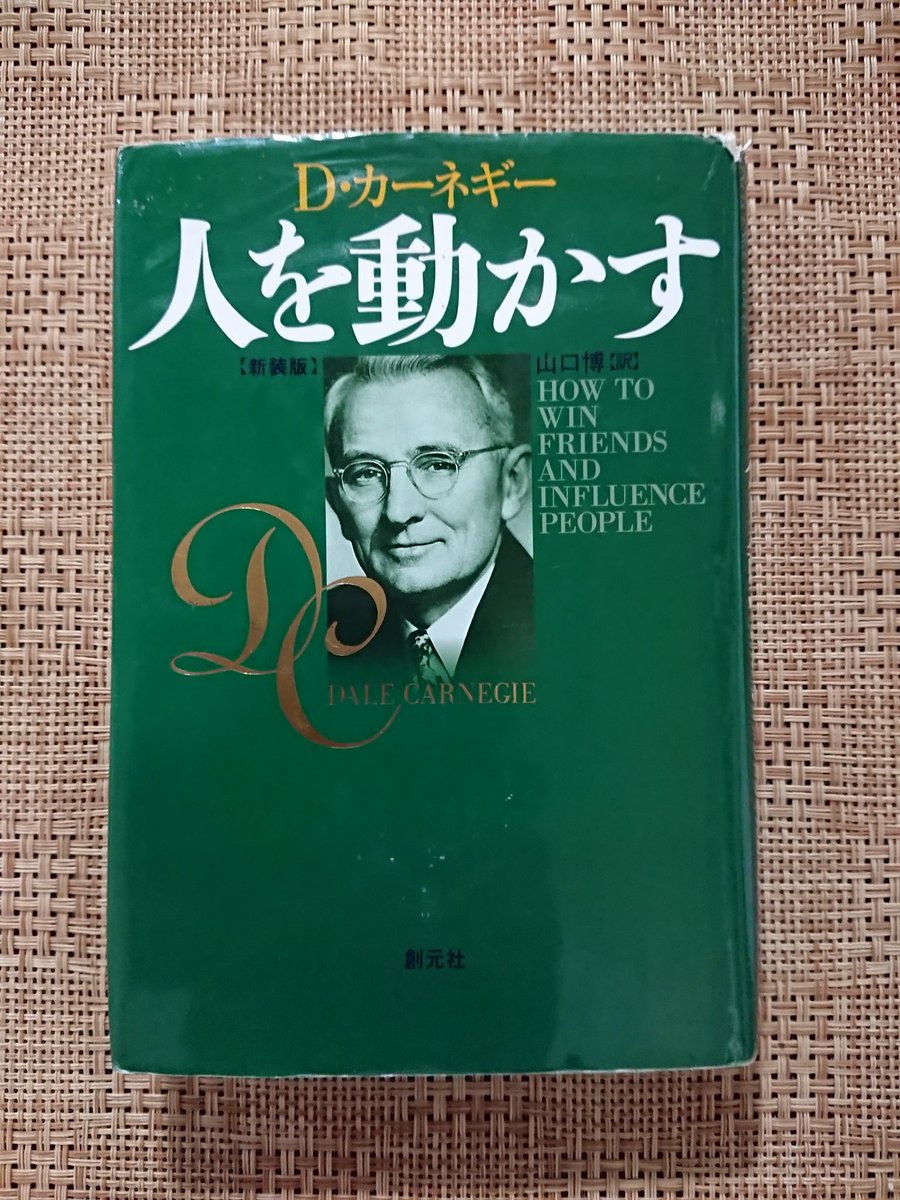 D・カーネギー
人を動かす
【新装版】
山口博【訳】
HOW TO
WIN
FRIENDS
AND
INFLUENCE
PEOPLE
DC
DALE CARNEGIE
創元社